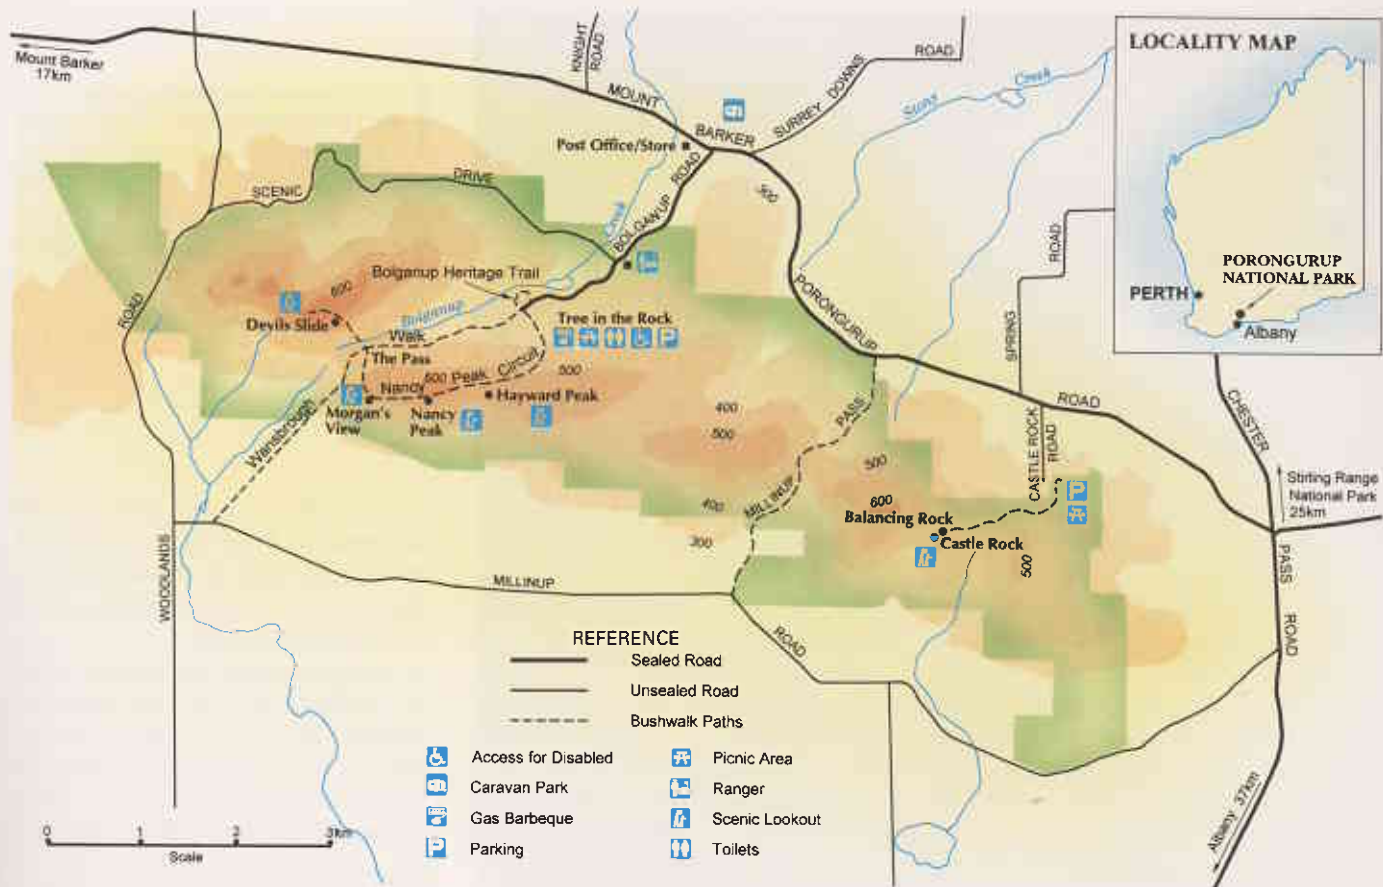 Mount Barker
17km
KNIGHT
ROAD
MOUNT
BARKER
SURREY DOWNS
ROAD
Stony
Creek
LOCALITY MAP
PORONGURUP
NATIONAL PARK
PERTH
Albany
Post Office/Store
300
SCENIC
DRIVE
BOLGANUP
ROAD
Creek
Bolganup Heritage Trail
Bolganup
600
Devils Slide
Walk
The Pass
Tree in the Rock
Nancy
600
Peak
Circuit
500
Hayward Peak
Morgan's
View
Nancy
Peak
Wansbrough
ROAD
WOODLANDS
PORONGURUP
ROAD
SPRING
ROAD
CASTLE ROCK
ROAD
CHESTER
PASS
ROAD
Stirting Range
National Park
25km
400
500
400
300
MILLINUP
PASS
500
600
Balancing Rock
Castle Rock
500
MILLINUP
ROAD
Albany 37km
REFERENCE
Sealed Road
Unsealed Road
Bushwalk Paths
Access for Disabled
Caravan Park
Gas Barbeque
Parking
Picnic Area
Ranger
Scenic Lookout
Toilets
0 1 2 3km
Scale